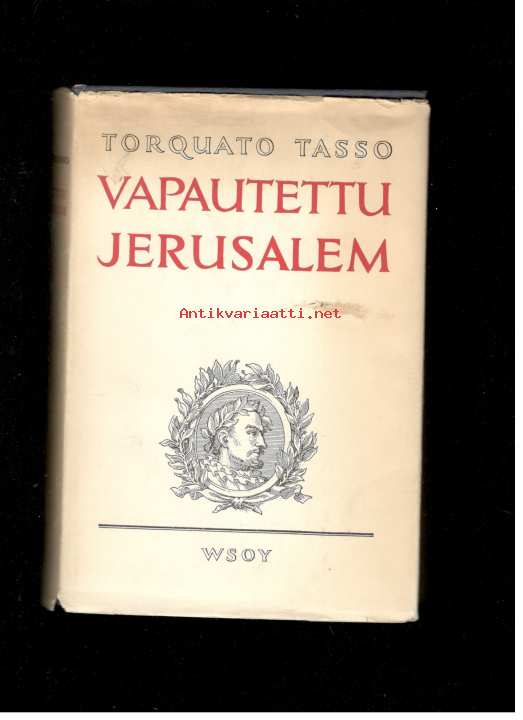 TORQUATO TASSO
VAPAUTETTU
JERUSALEM
Antikvariaatti.net
WSOY